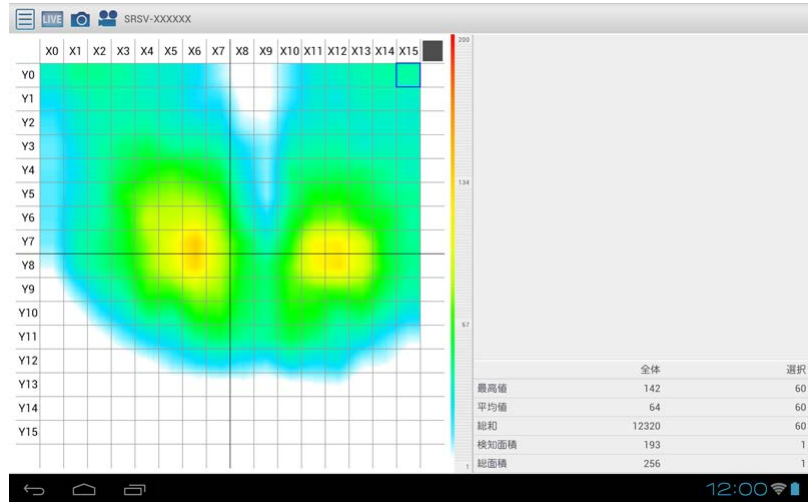 LIVE SRSV-XXXXXX
X0 X1 X2 X3 X4 X5 X6 X7 X8 X9 X10 X11 X12 X13 X14 X15
200
Y0
Y1
Y2
Y3
Y4
134
Y5
Y6
Y7
Y8
Y9
Y10
67
Y11
Y12
Y13
Y14
Y15
1
全体 選択
最高値 142 60
平均値 64 60
総和 12320 60
検知面積 193 1
総面積 256 1
12:00